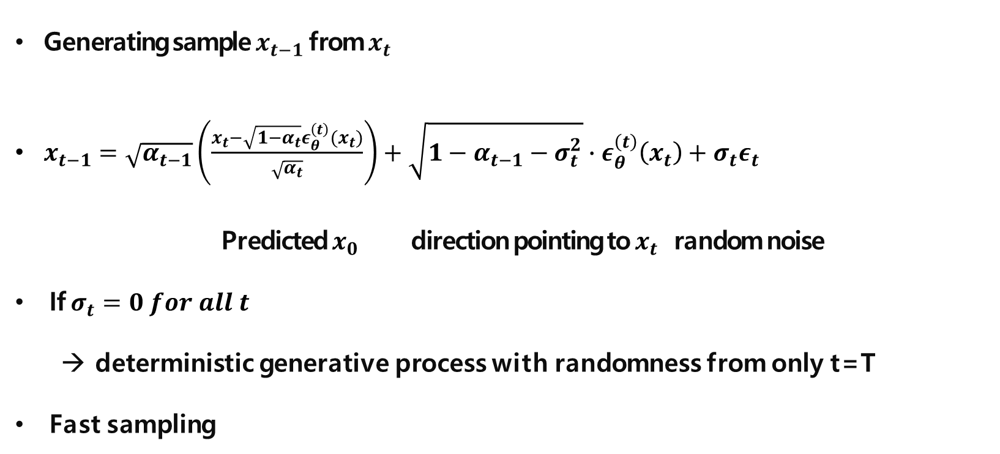 • Generating sample $x_{t-1}$ from $x_t$
• $x_{t-1} = \sqrt{\alpha_{t-1}} \left( \frac{x_t - \sqrt{1-\alpha_t} \epsilon_\theta^{(t)}(x_t)}{\sqrt{\alpha_t}} \right) + \sqrt{1 - \alpha_{t-1} - \sigma_t^2} \cdot \epsilon_\theta^{(t)}(x_t) + \sigma_t \epsilon_t$
Predicted $x_0$ direction pointing to $x_t$ random noise
• If $\sigma_t = 0$ for all t
→ deterministic generative process with randomness from only t=T
• Fast sampling